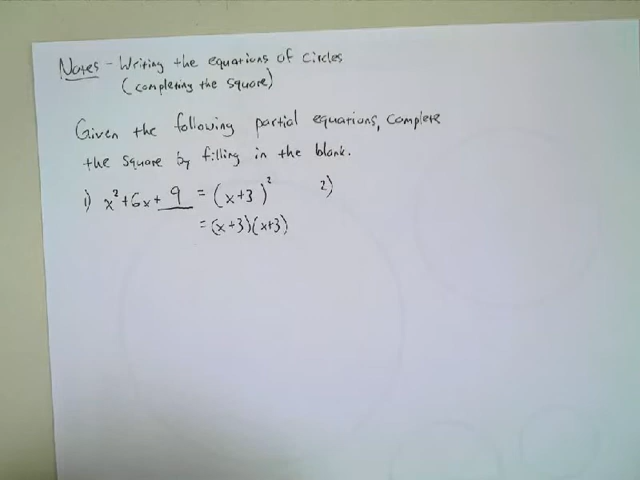 Notes - Writing the equations of circles
(completing the square)
Given the following partial equations, complete
the square by filling in the blank.
1) x² + 6x + 9 = (x+3)² 2)
= (x+3)(x+3)